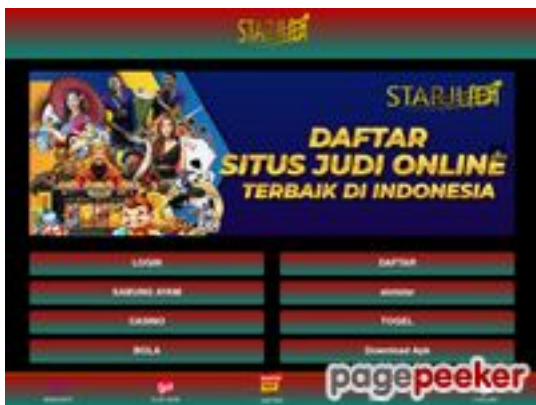 STARJUDI
STARJUDI
DAFTAR
SITUS JUDI ONLINE
TERBAIK DI INDONESIA
LOGIN
DAFTAR
SABUNG AYAM
CASINO
TOGEL
BOLA
Download Apk
pagepeeker